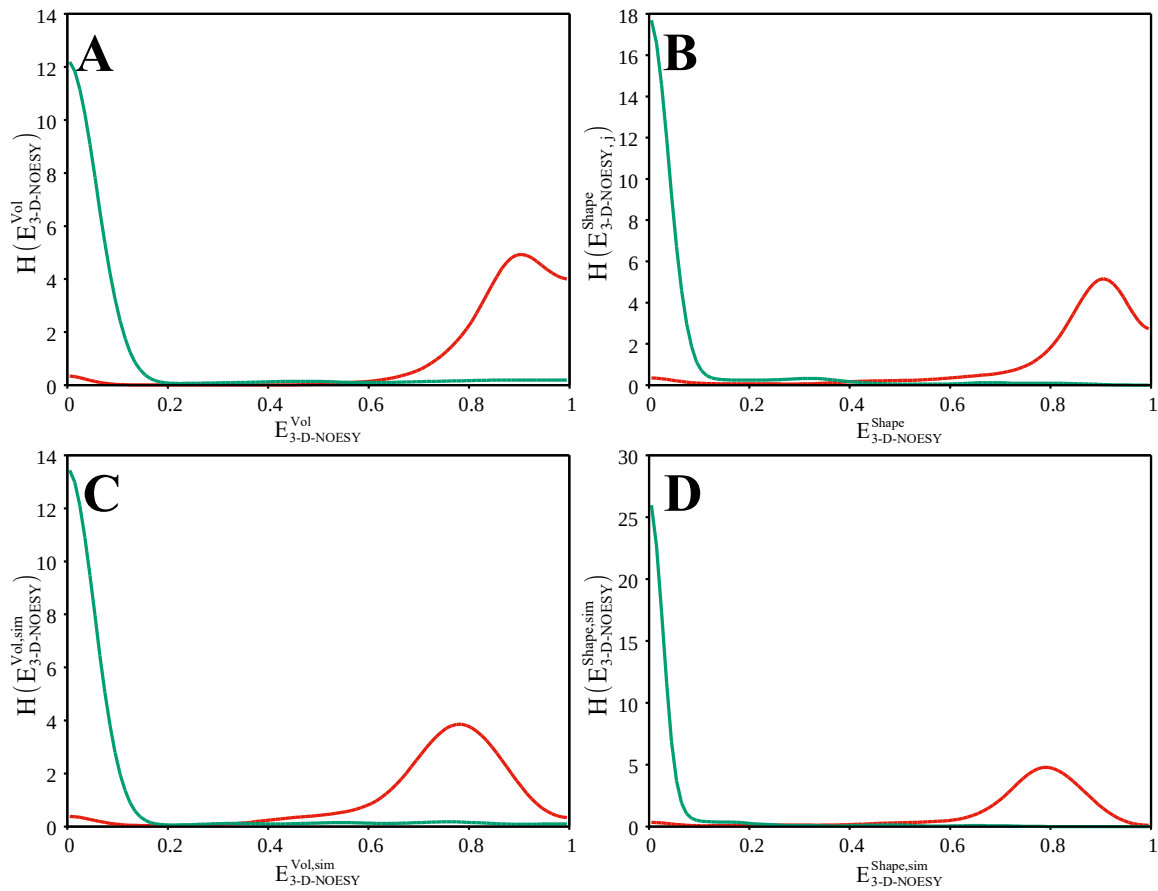 A
14
12
10
8
6
4
2
0
H(E^Vol_3-D-NOESY)
0 0.2 0.4 0.6 0.8 1
E^Vol_3-D-NOESY
B
18
16
14
12
10
8
6
4
2
0
H(E^Shape_3-D-NOESY, j)
0 0.2 0.4 0.6 0.8 1
E^Shape_3-D-NOESY
C
14
12
10
8
6
4
2
0
H(E^Vol,sim_3-D-NOESY)
0 0.2 0.4 0.6 0.8 1
E^Vol,sim_3-D-NOESY
D
30
25
20
15
10
5
0
H(E^Shape,sim_3-D-NOESY)
0 0.2 0.4 0.6 0.8 1
E^Shape,sim_3-D-NOESY